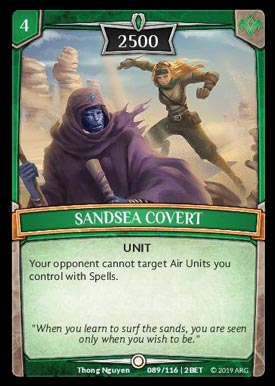 4
2500
SANDSEA COVERT
UNIT
Your opponent cannot target Air Units you
control with Spells.
"When you learn to surf the sands, you are seen
only when you wish to be."
Thong Nguyen 089/116 | 2BET © 2019 ARG